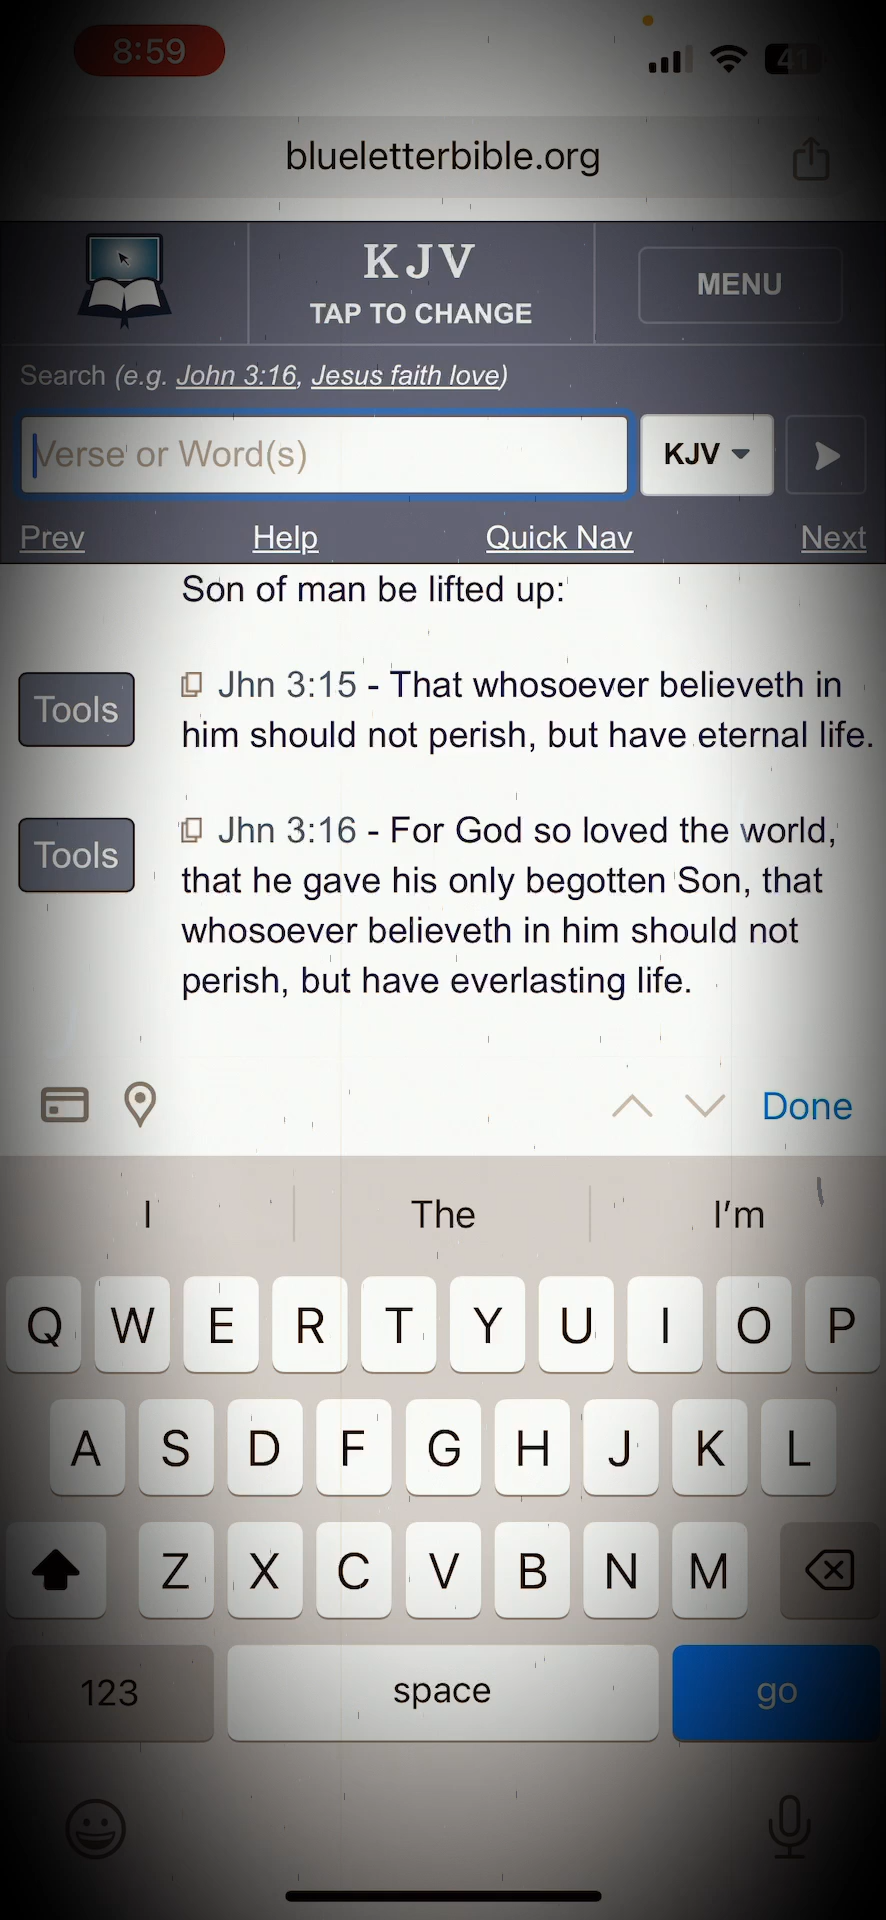 8:59
41
blueletterbible.org
KJV
TAP TO CHANGE
MENU
Search (e.g. John 3:16, Jesus faith love)
Verse or Word(s)
KJV
Prev Help Quick Nav Next
Son of man be lifted up:
Tools
Jhn 3:15 - That whosoever believeth in
him should not perish, but have eternal life.
Tools
Jhn 3:16 - For God so loved the world,
that he gave his only begotten Son, that
whosoever believeth in him should not
perish, but have everlasting life.
Done
I The I'm
Q W E R T Y U I O P
A S D F G H J K L
Z X C V B N M
123 space go